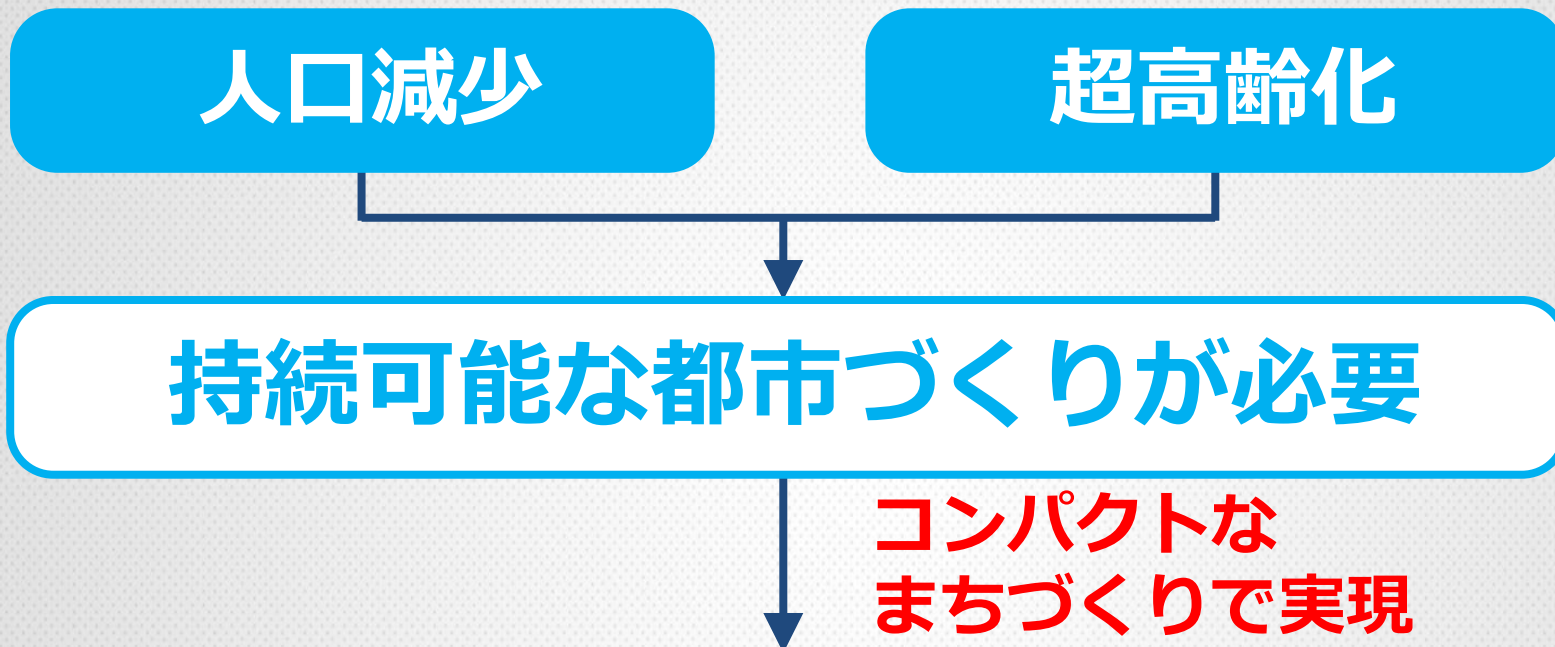 人口減少
超高齢化
持続可能な都市づくりが必要
コンパクトな
まちづくりで実現